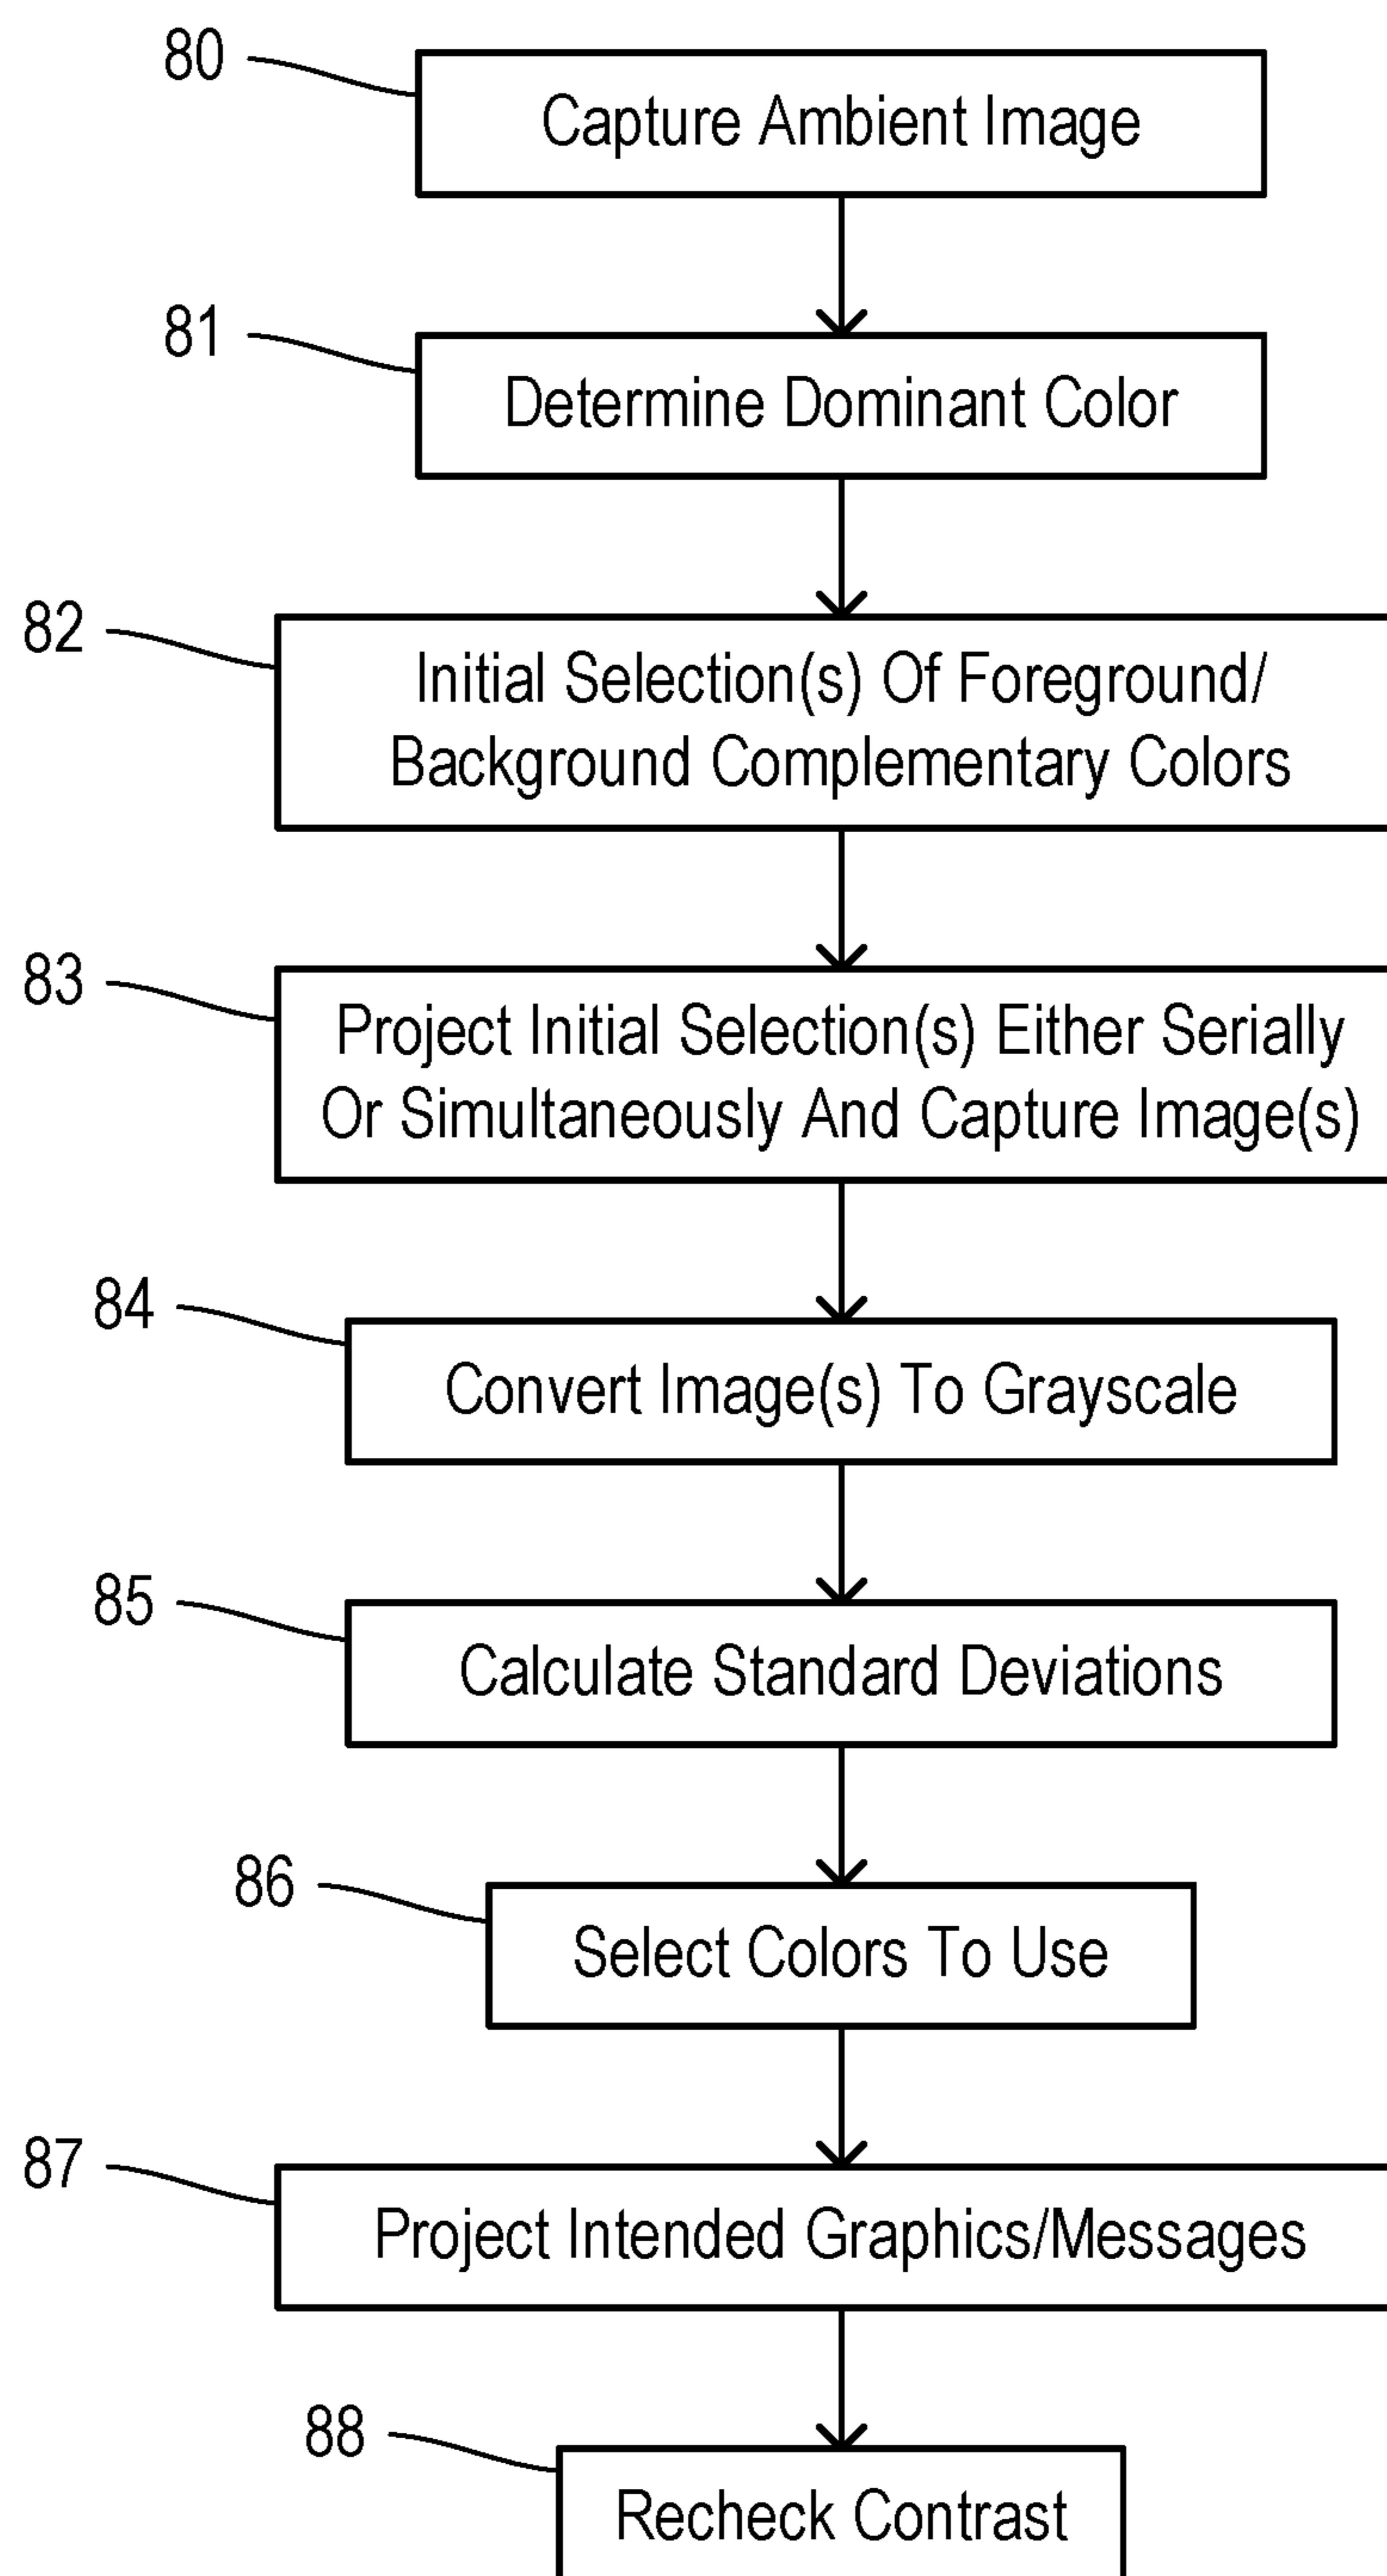 80
Capture Ambient Image
81
Determine Dominant Color
82
Initial Selection(s) Of Foreground/
Background Complementary Colors
83
Project Initial Selection(s) Either Serially
Or Simultaneously And Capture Image(s)
84
Convert Image(s) To Grayscale
85
Calculate Standard Deviations
86
Select Colors To Use
87
Project Intended Graphics/Messages
88
Recheck Contrast